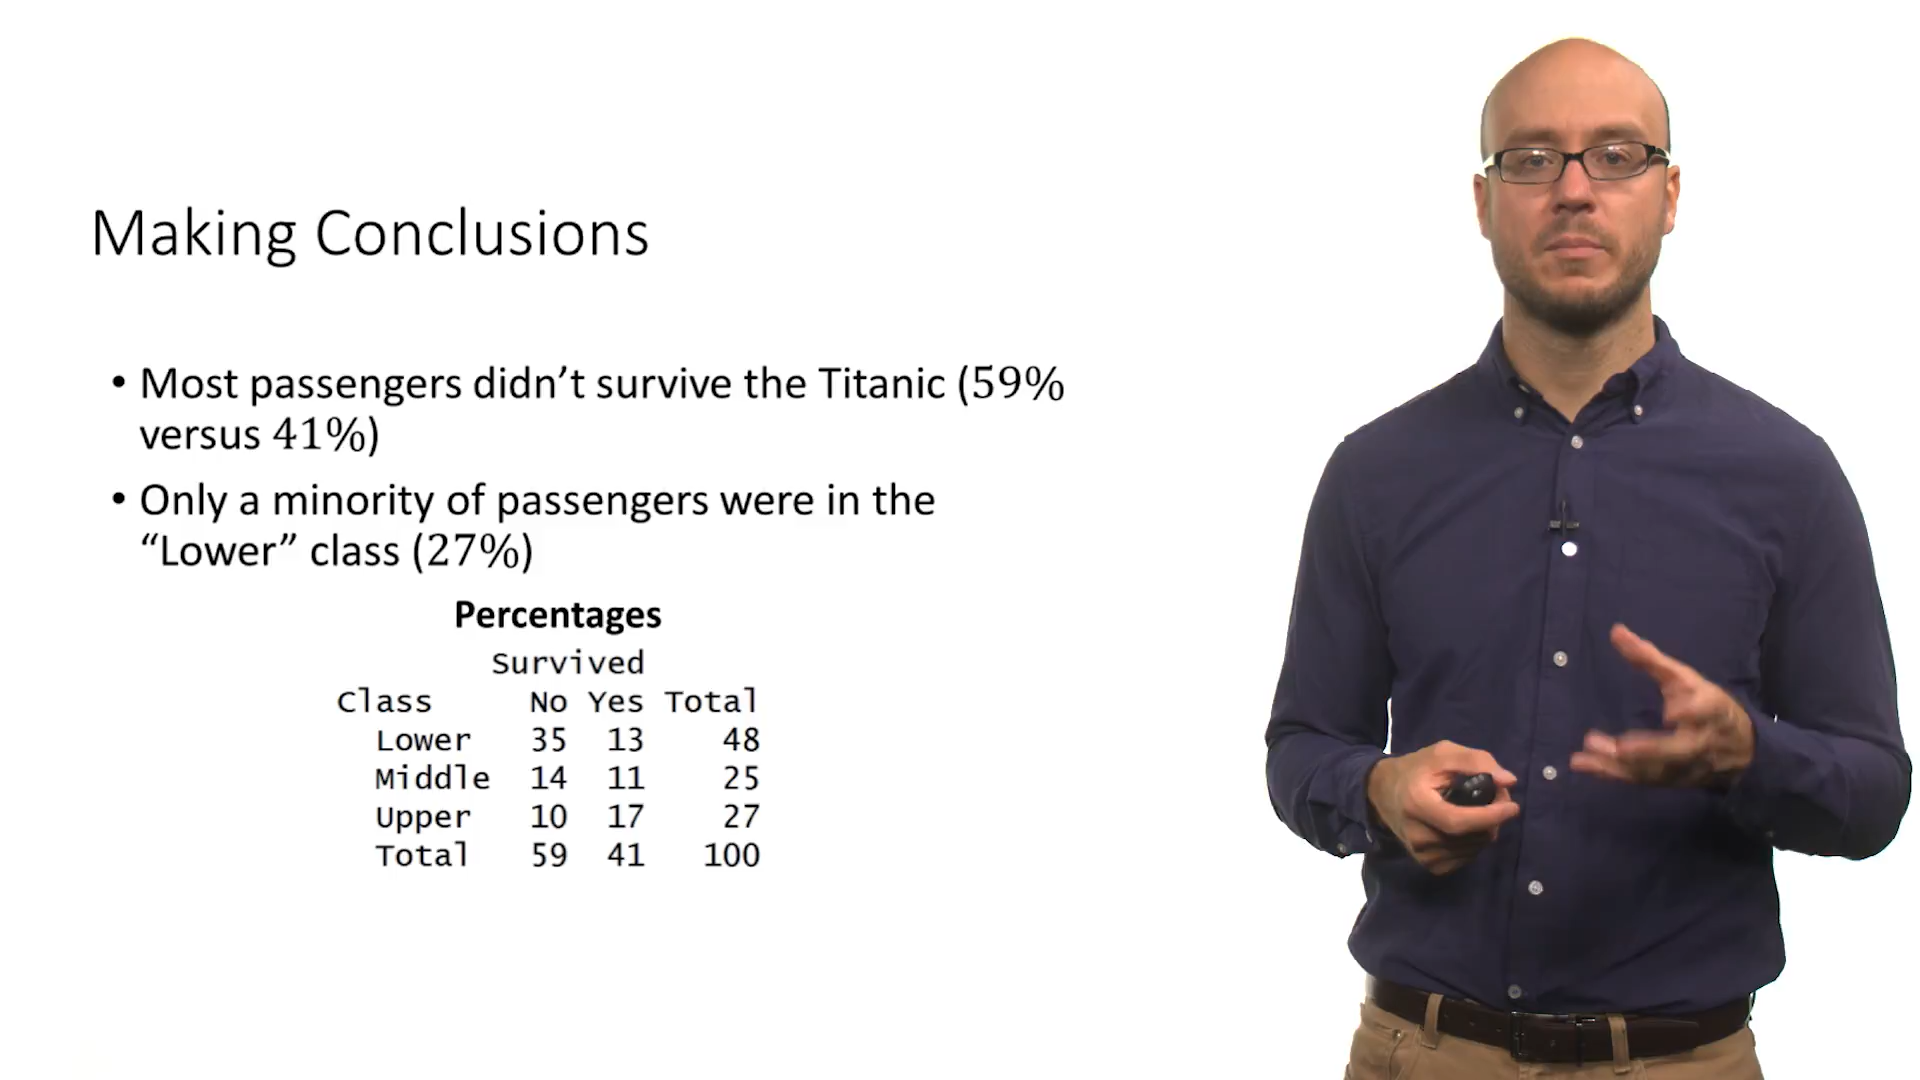 Making Conclusions
• Most passengers didn’t survive the Titanic (59%
versus 41%)
• Only a minority of passengers were in the
“Lower” class (27%)
Percentages
Survived
Class No Yes Total
Lower 35 13 48
Middle 14 11 25
Upper 10 17 27
Total 59 41 100